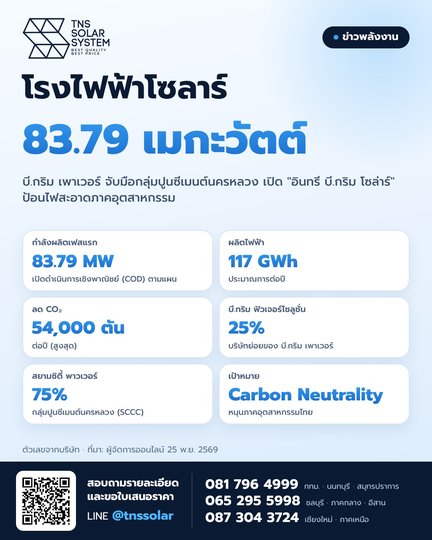 TNS
SOLAR
SYSTEM
BEST QUALITY
BEST PRICE
ข่าวพลังงาน
โรงไฟฟ้าโซลาร์
83.79 เมกะวัตต์
บี.กริม เพาเวอร์ จับมือกลุ่มปูนซีเมนต์นครหลวง เปิด "อินทรี บี.กริม โซล่าร์"
ป้อนไฟสะอาดภาคอุตสาหกรรม
กำลังผลิตเฟสแรก
83.79 MW
เปิดดำเนินการเชิงพาณิชย์ (COD) ตามแผน
ผลิตไฟฟ้า
117 GWh
ประมาณการต่อปี
ลด CO₂
54,000 ตัน
ต่อปี (สูงสุด)
บี.กริม ฟิวเจอร์โซลูชั่น
25%
บริษัทย่อยของ บี.กริม เพาเวอร์
สยามซิตี้ พาวเวอร์
75%
กลุ่มปูนซีเมนต์นครหลวง (SCCC)
เป้าหมาย
Carbon Neutrality
หนุนภาคอุตสาหกรรมไทย
ตัวเลขจากบริษัท · ที่มา: ผู้จัดการออนไลน์ 25 พ.ย. 2569
สอบถามรายละเอียด
และขอใบเสนอราคา
LINE @tnssolar
081 796 4999 กทม. · นนทบุรี · สมุทรปราการ
065 295 5998 ชลบุรี · ภาคกลาง · อีสาน
087 304 3724 เชียงใหม่ · ภาคเหนือ